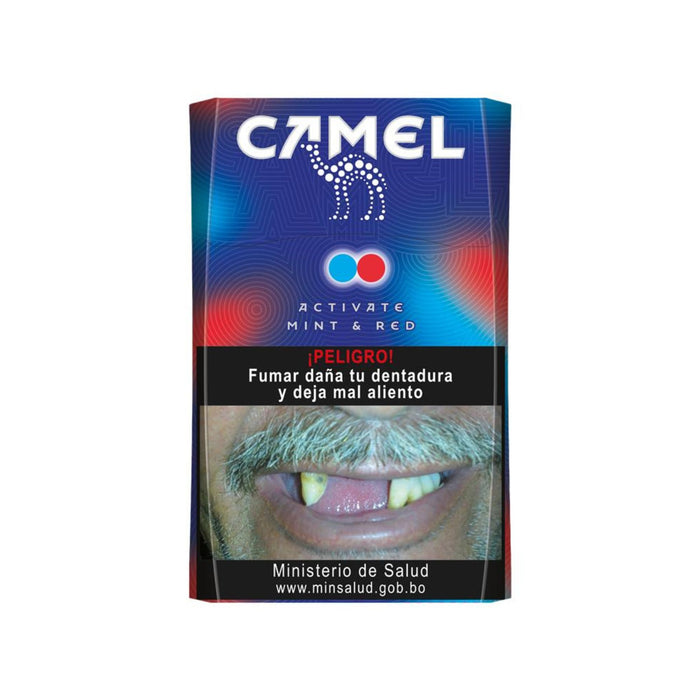 CAMEL
ACTIVATE
MINT & RED
¡PELIGRO!
Fumar daña tu dentadura
y deja mal aliento
Ministerio de Salud
www.minsalud.gob.bo